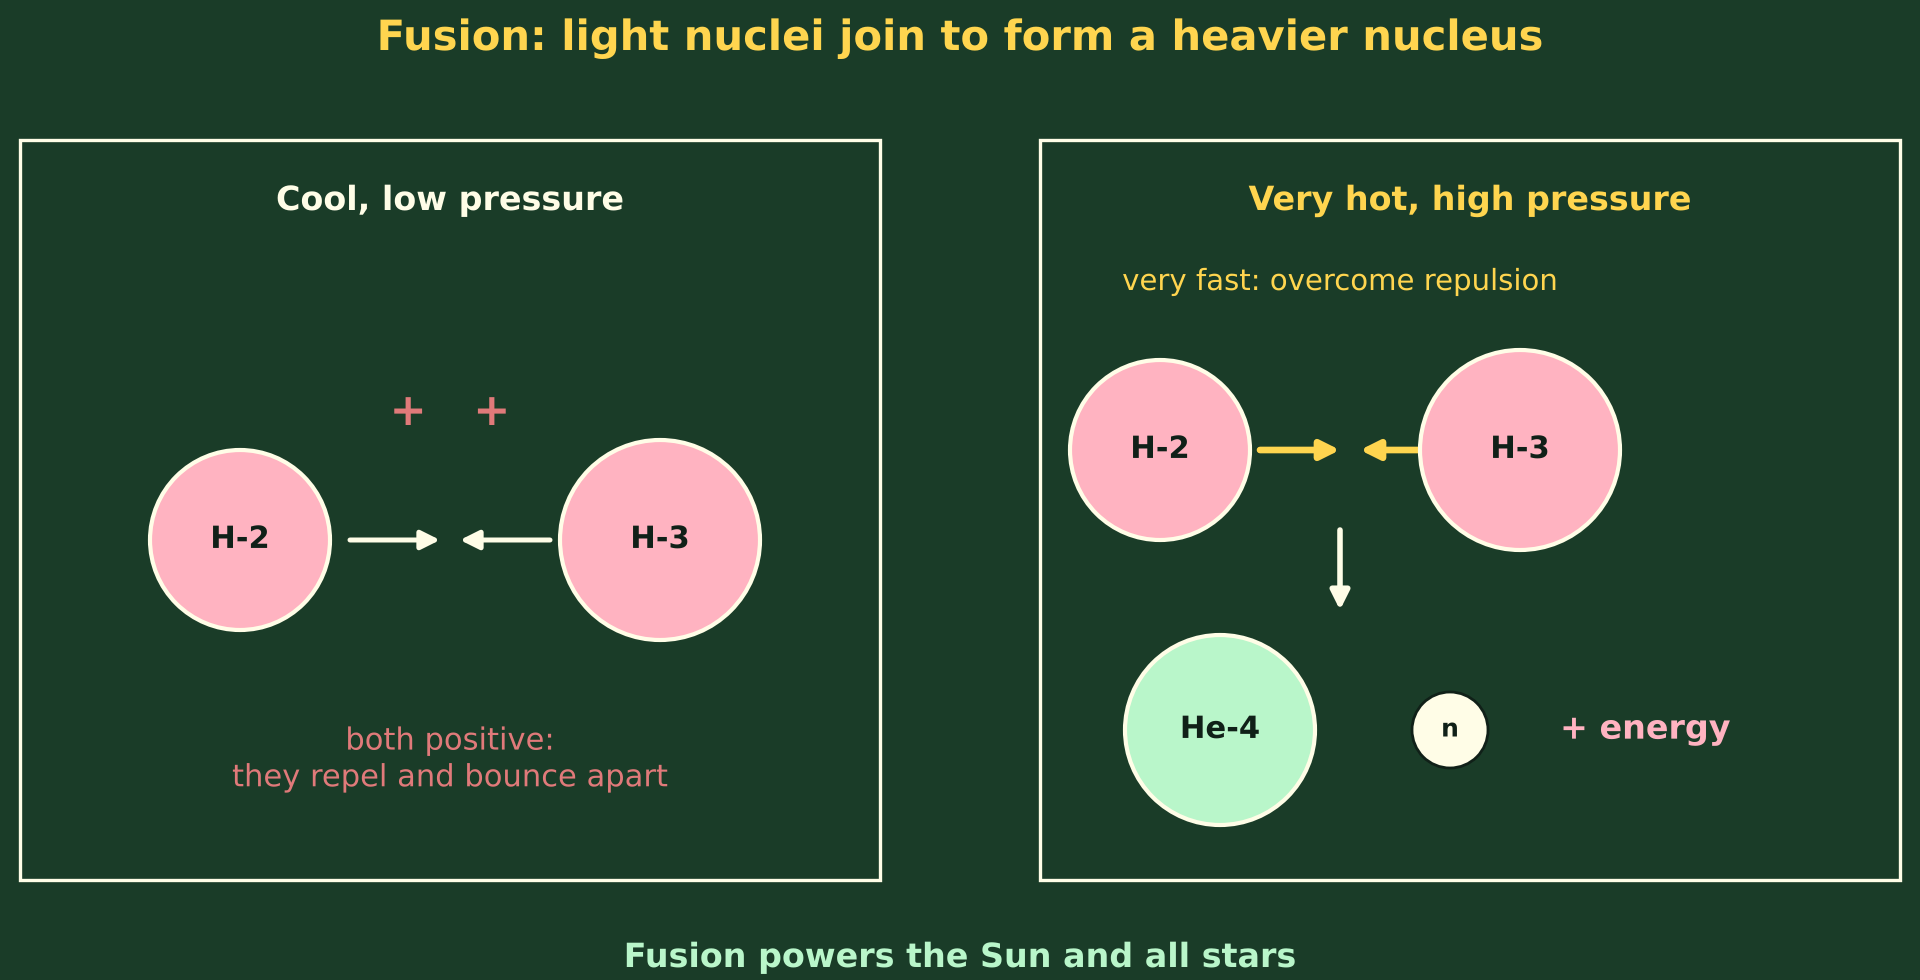 Fusion: light nuclei join to form a heavier nucleus
Cool, low pressure
+ +
H-2
H-3
both positive:
they repel and bounce apart
Very hot, high pressure
very fast: overcome repulsion
H-2
H-3
He-4
n
+ energy
Fusion powers the Sun and all stars